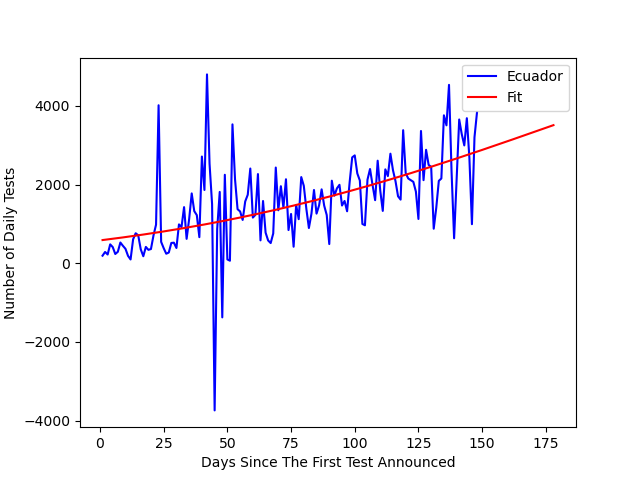 Ecuador
Fit
4000
2000
0
−2000
−4000
Number of Daily Tests
0 25 50 75 100 125 150 175
Days Since The First Test Announced